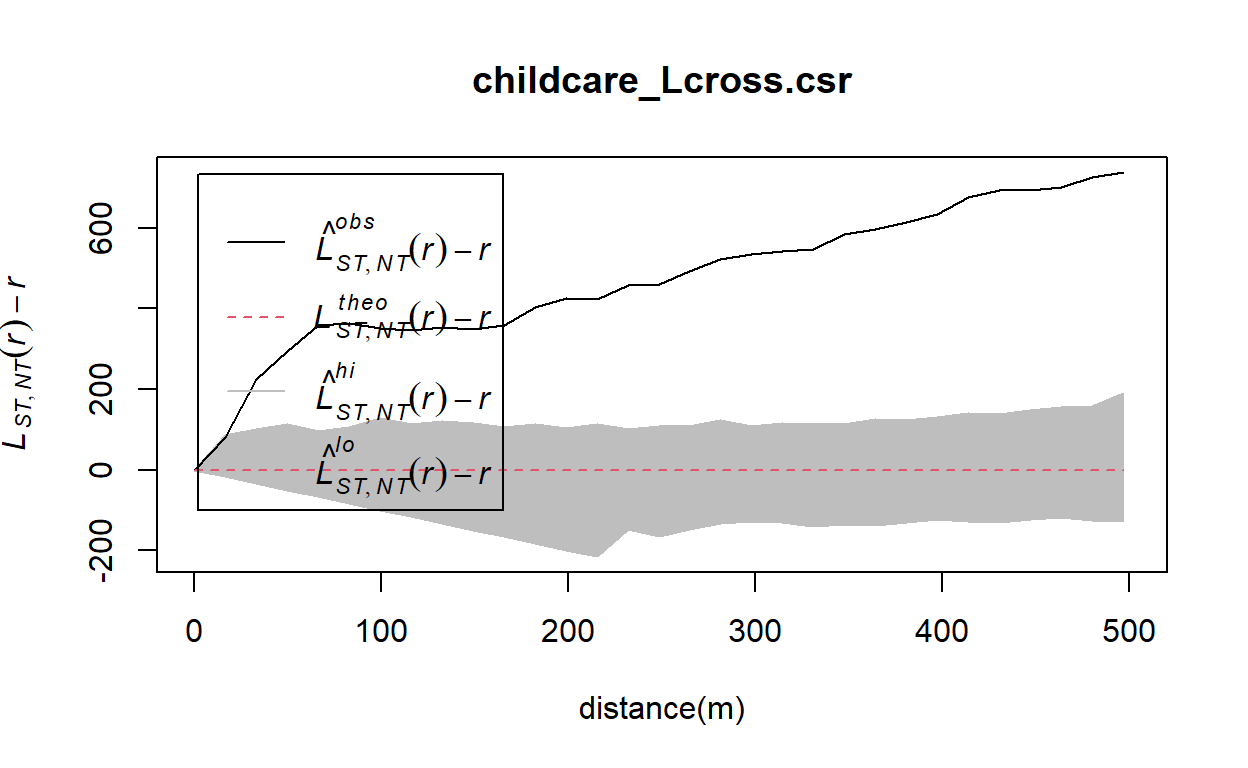 childcare_Lcross.csr
L̂ᵒᵇˢ_ST, NT(r) − r
Lᵗʰᵉᵒ_ST, NT(r) − r
L̂ʰⁱ_ST, NT(r) − r
L̂ˡᵒ_ST, NT(r) − r
L_ST, NT(r) − r
600
200
0
-200
0 100 200 300 400 500
distance(m)